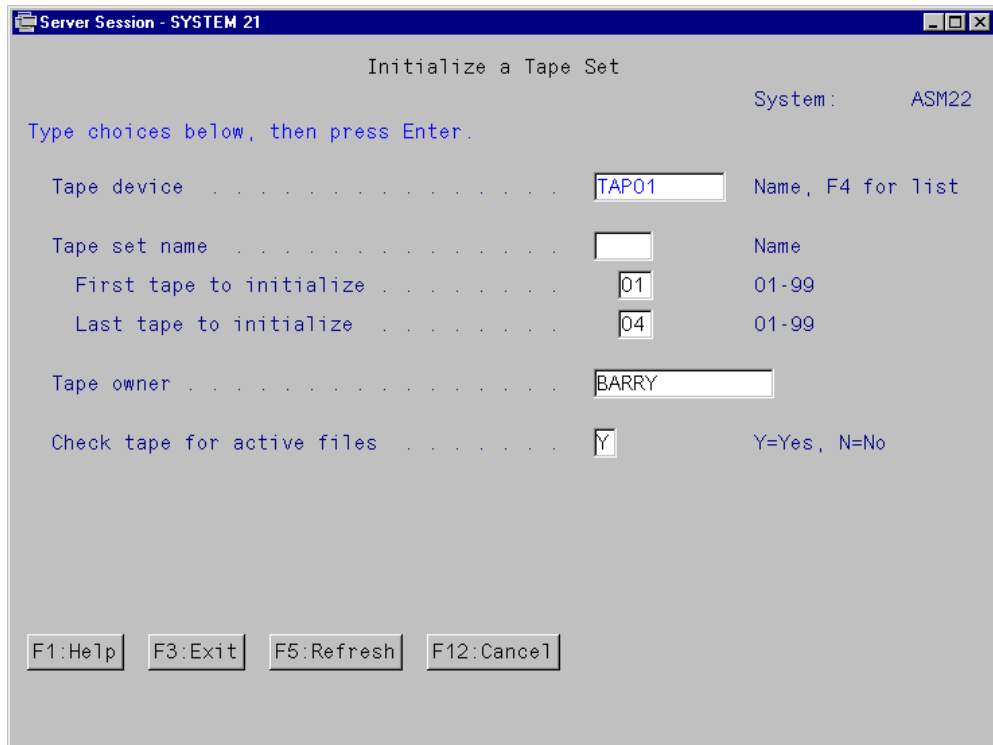 Server Session - SYSTEM 21
Initialize a Tape Set
System: ASM22
Type choices below, then press Enter.
Tape device . . . . . . . . . . . . . . . TAP01 Name, F4 for list
Tape set name . . . . . . . . . . . . . . Name
First tape to initialize . . . . . . . . 01 01-99
Last tape to initialize . . . . . . . . 04 01-99
Tape owner . . . . . . . . . . . . . . . . BARRY
Check tape for active files . . . . . . . Y Y=Yes, N=No
F1:Help F3:Exit F5:Refresh F12:Cancel